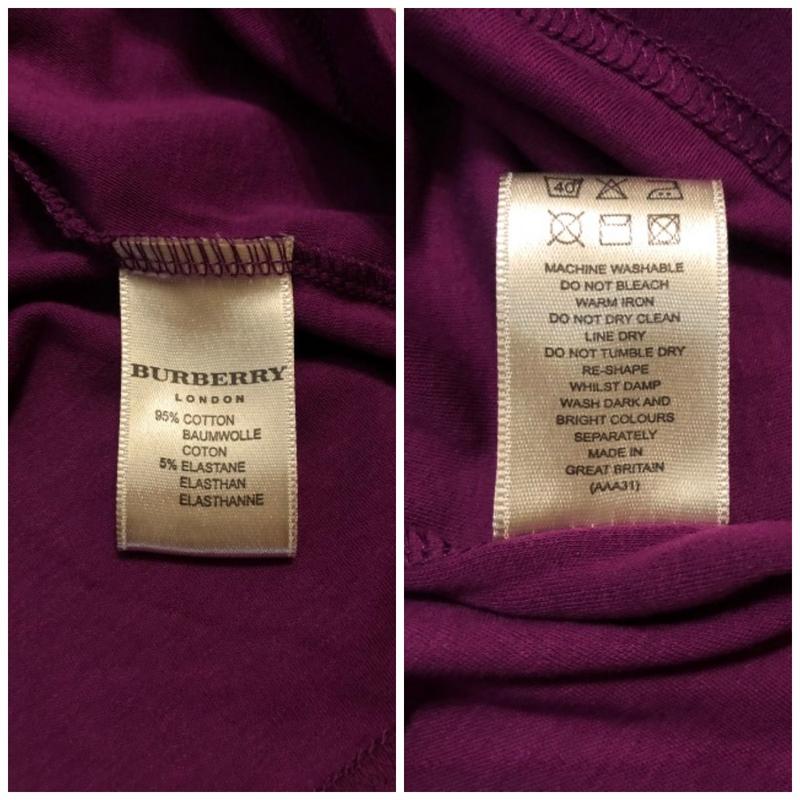 BURBERRY
LONDON
95% COTTON
BAUMWOLLE
COTON
5% ELASTANE
ELASTHAN
ELASTHANNE
40
MACHINE WASHABLE
DO NOT BLEACH
WARM IRON
DO NOT DRY CLEAN
LINE DRY
DO NOT TUMBLE DRY
RE-SHAPE
WHILST DAMP
WASH DARK AND
BRIGHT COLOURS
SEPARATELY
MADE IN
GREAT BRITAIN
(AAA31)